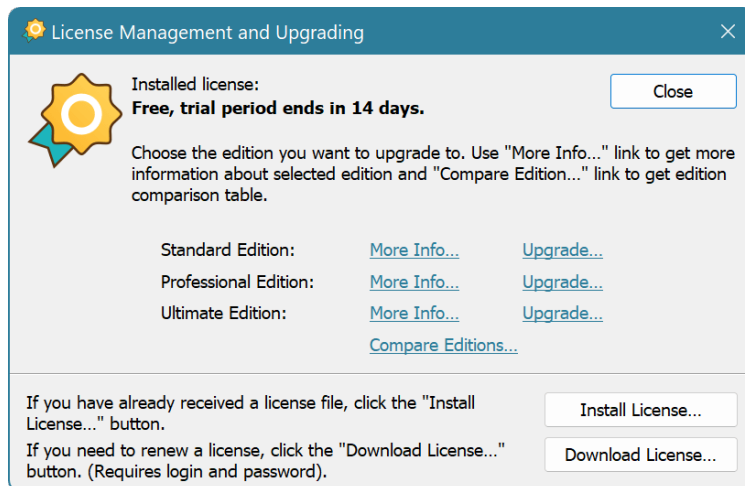 License Management and Upgrading
Installed license:
Free, trial period ends in 14 days.
Close
Choose the edition you want to upgrade to. Use "More Info..." link to get more
information about selected edition and "Compare Edition..." link to get edition
comparison table.
Standard Edition: More Info... Upgrade...
Professional Edition: More Info... Upgrade...
Ultimate Edition: More Info... Upgrade...
Compare Editions...
If you have already received a license file, click the "Install
License..." button.
Install License...
If you need to renew a license, click the "Download License..."
button. (Requires login and password).
Download License...